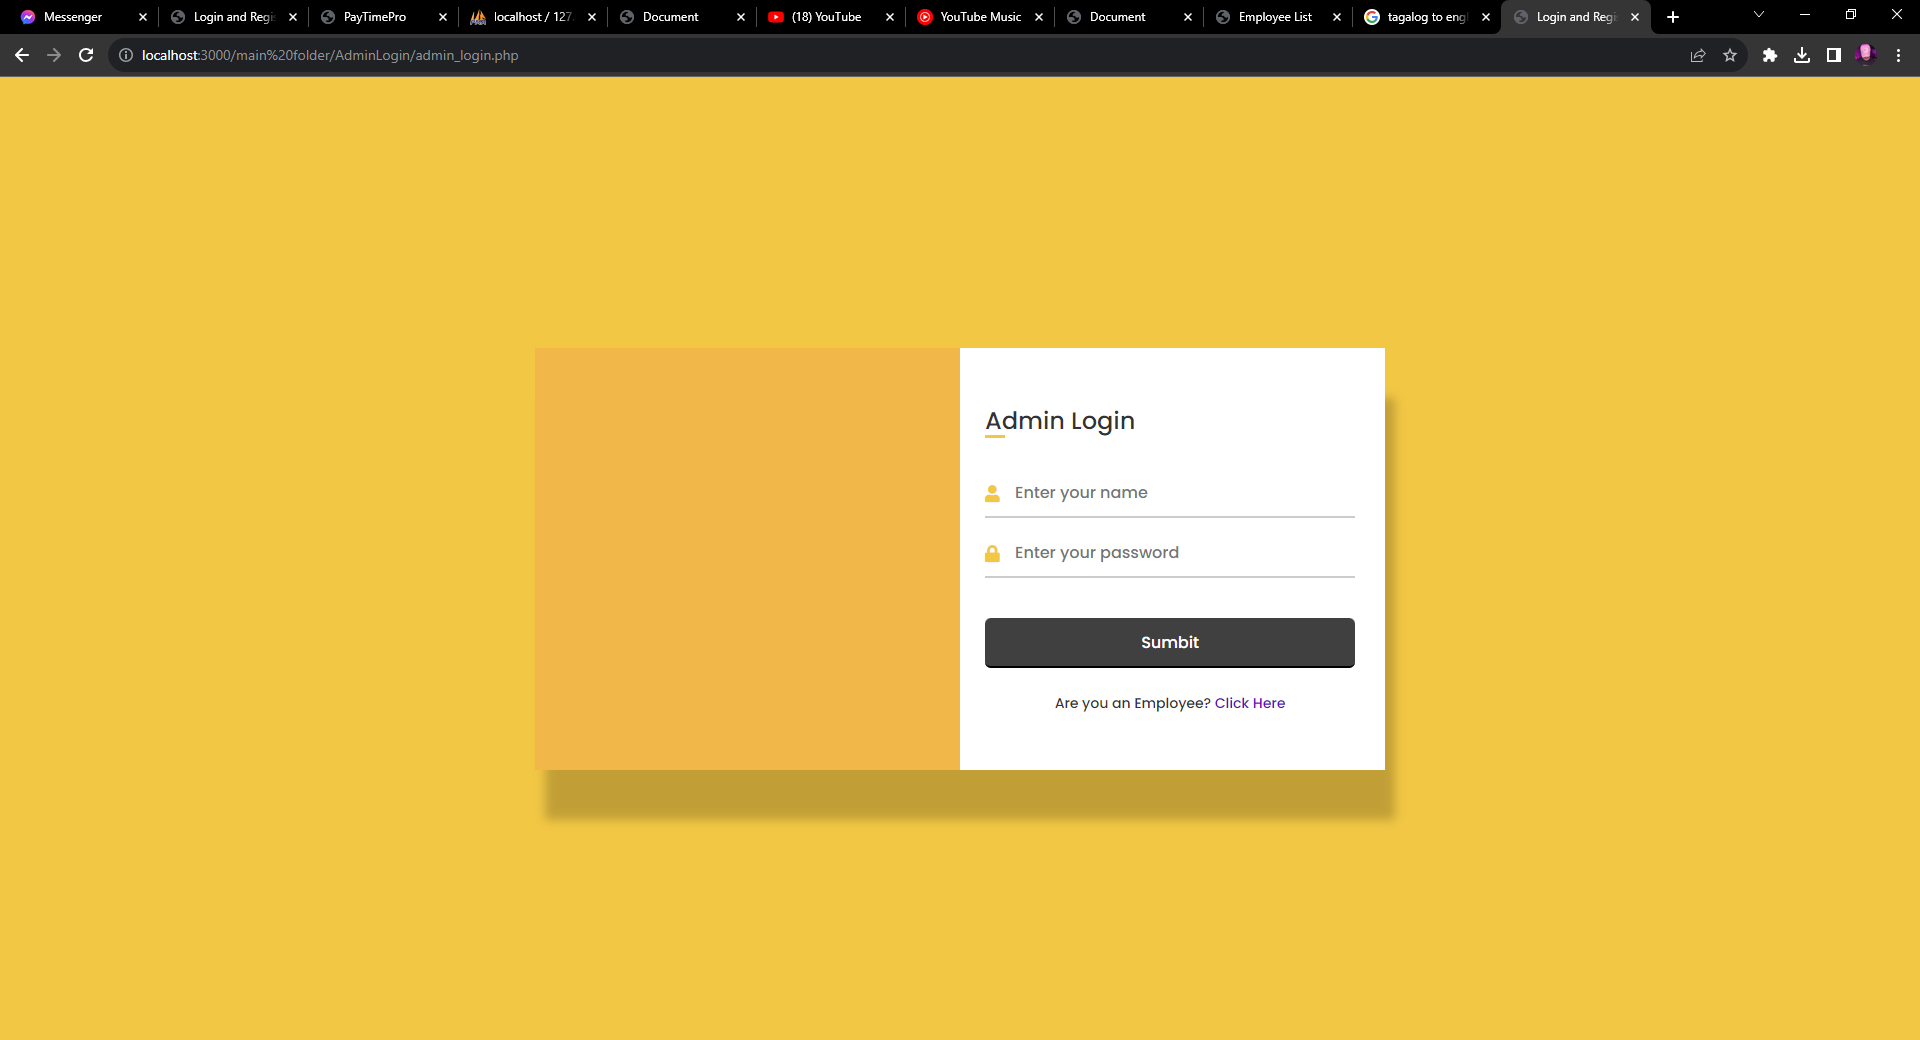 Messenger
Login and Regis
PayTimePro
localhost / 127.
Document
(18) YouTube
YouTube Music
Document
Employee List
tagalog to engl
Login and Regis
localhost:3000/main%20folder/AdminLogin/admin_login.php
Admin Login
Enter your name
Enter your password
Sumbit
Are you an Employee? Click Here